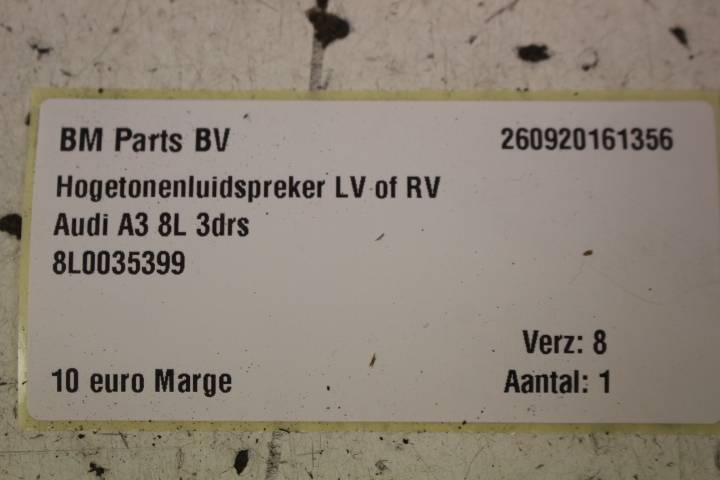 BM Parts BV 260920161356
Hogetonenluidspreker LV of RV
Audi A3 8L 3drs
8L0035399
Verz: 8
10 euro Marge Aantal: 1